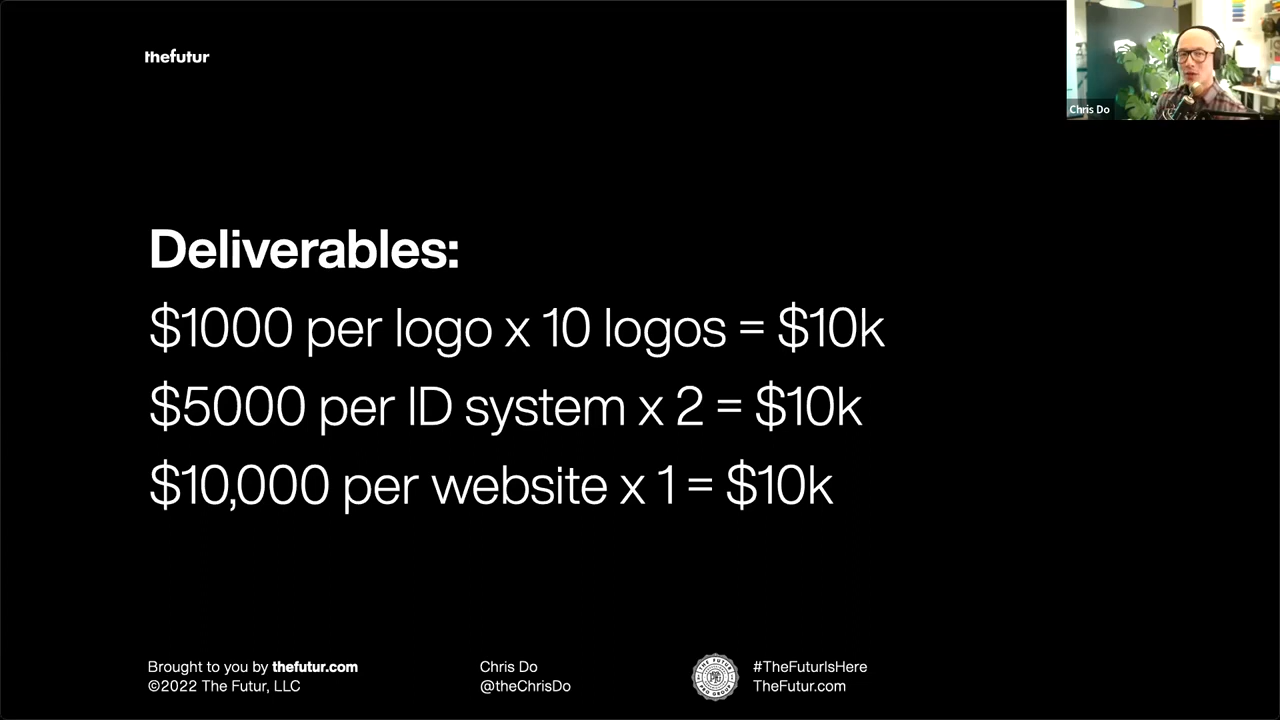 thefutur
Chris Do
Deliverables:
$1000 per logo x 10 logos = $10k
$5000 per ID system x 2 = $10k
$10,000 per website x 1 = $10k
Brought to you by thefutur.com
©2022 The Futur, LLC
Chris Do
@theChrisDo
#TheFuturIsHere
TheFutur.com